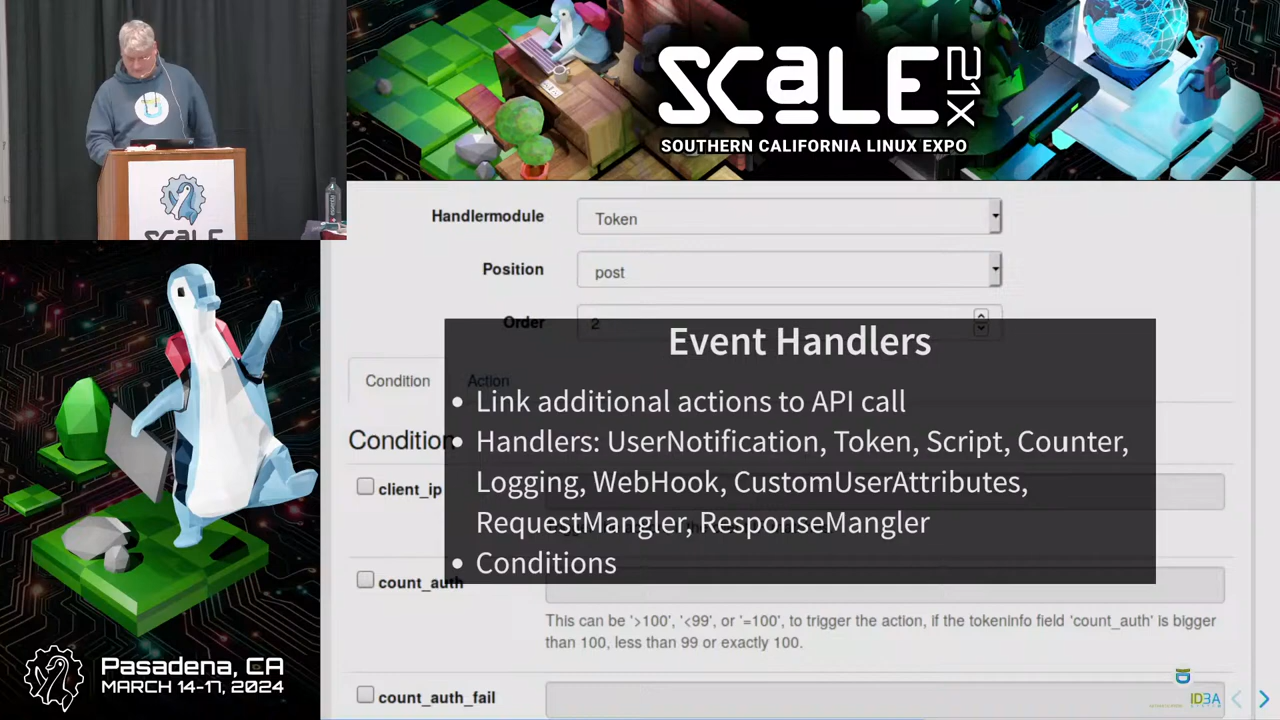 SCALE
21X
SOUTHERN CALIFORNIA LINUX EXPO
SCALE
Handlermodule
Token
Position
post
Order
2
Condition
Action
Event Handlers
• Link additional actions to API call
• Handlers: UserNotification, Token, Script, Counter,
Logging, WebHook, CustomUserAttributes,
RequestMangler, ResponseMangler
• Conditions
Condition
client_ip
count_auth
This can be '>100', '<99', or '=100', to trigger the action, if the tokeninfo field 'count_auth' is bigger
than 100, less than 99 or exactly 100.
count_auth_fail
Pasadena, CA
MARCH 14-17, 2024